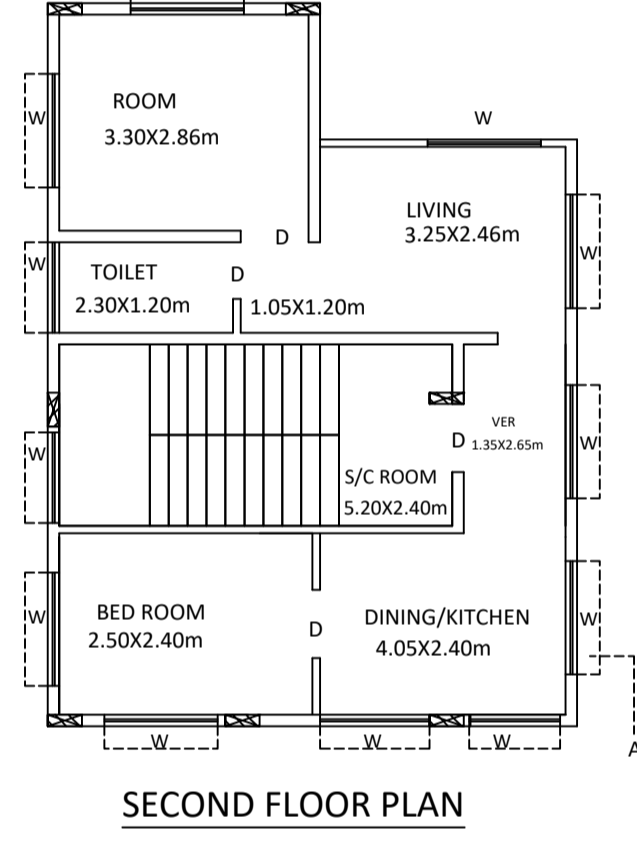 ROOM
3.30X2.86m
W
W
LIVING
3.25X2.46m
D
W
TOILET
2.30X1.20m
D
1.05X1.20m
W
VER
1.35X2.65m
D
W
W
S/C ROOM
5.20X2.40m
BED ROOM
2.50X2.40m
W
D
DINING/KITCHEN
4.05X2.40m
W
W
W
W
A
SECOND FLOOR PLAN